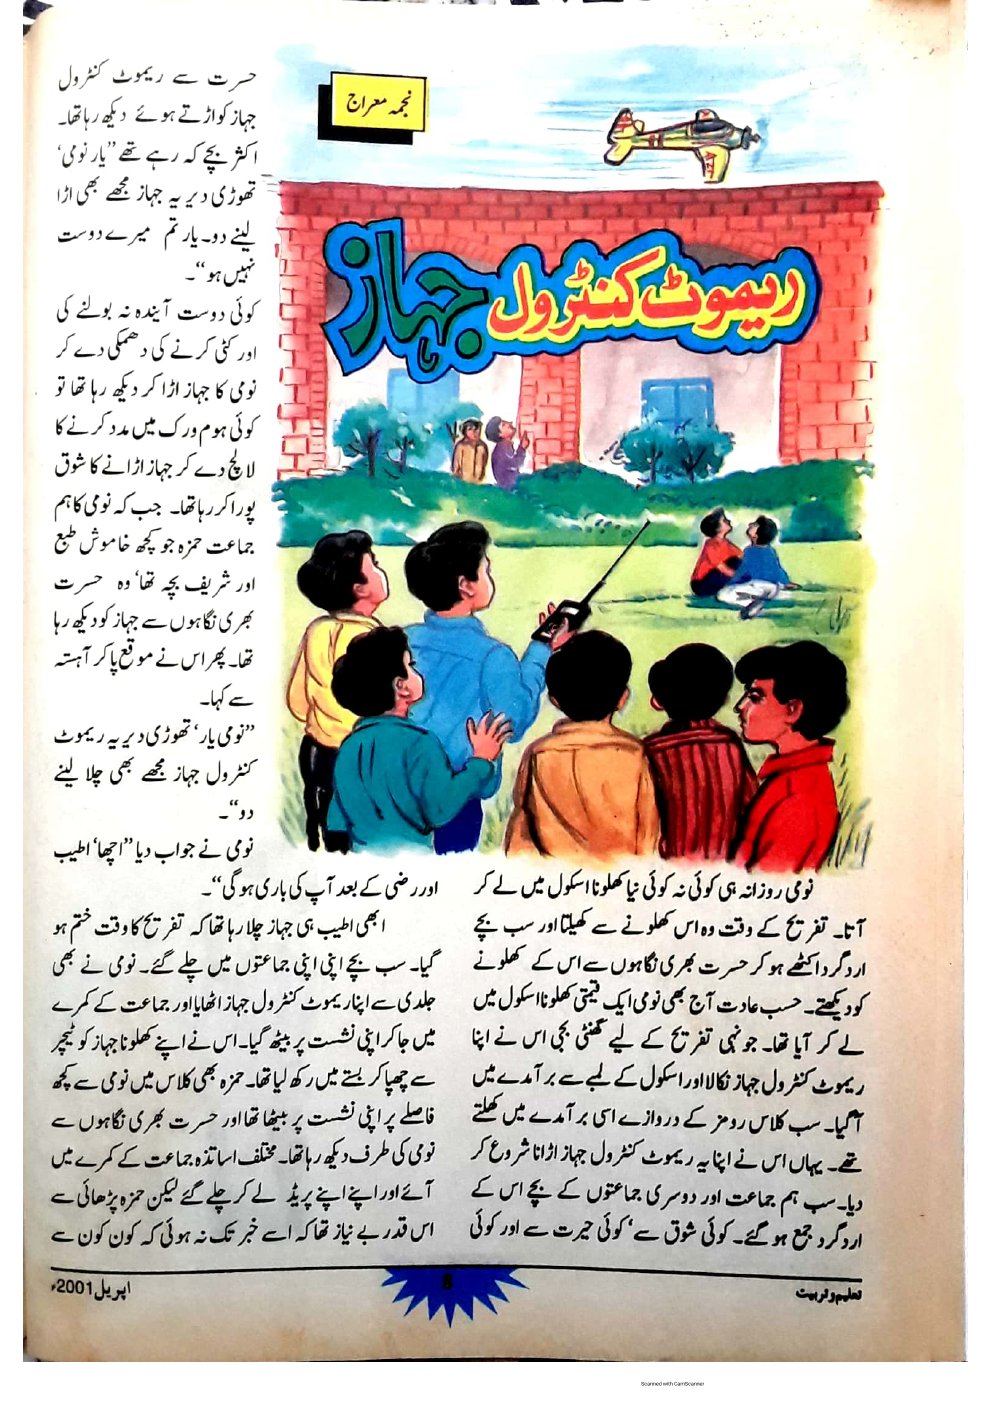 نجمہ معراج
ریموٹ کنٹرول جہاز
نومی روزانہ ہی کوئی نہ کوئی نیا کھلونا اسکول میں لے کر
آتا۔ تفریح کے وقت وہ اس کھلونے سے کھیلتا اور سب بچے
اردگرد اکٹھے ہو کر حسرت بھری نگاہوں سے اس کے کھلونے
کو دیکھتے۔ حسب عادت آج بھی نومی ایک قیمتی کھلونا اسکول میں
لے کر آیا تھا۔ جونہی تفریح کے لیے گھنٹی بجی اس نے اپنا
ریموٹ کنٹرول جہاز نکالا اور اسکول کے لمبے سے برآمدے میں
آگیا۔ سب کلاس رومز کے دروازے اسی برآمدے میں کھلتے
تھے۔ یہاں اس نے اپنا یہ ریموٹ کنٹرول جہاز اڑانا شروع کر
دیا۔ سب ہم جماعت اور دوسری جماعتوں کے بچے اس کے
اردگرد جمع ہوگئے۔ کوئی شوق سے‘ کوئی حیرت سے اور کوئی
حسرت سے ریموٹ کنٹرول
جہاز کو اڑتے ہوئے دیکھ رہا تھا۔
اکثر بچے کہ رہے تھے ”یار نومی‘
تھوڑی دیر یہ جہاز مجھے بھی اڑا
لینے دو۔ یار تم میرے دوست
نہیں ہو“۔
کوئی دوست آیندہ نہ بولنے کی
اور کٹی کرنے کی دھمکی دے کر
نومی کا جہاز اڑا کر دیکھ رہا تھا تو
کوئی ہوم ورک میں مدد کرنے کا
لالچ دے کر جہاز اڑانے کا شوق
پورا کر رہا تھا۔ جب کہ نومی کا ہم
جماعت حمزہ جو کچھ خاموش طبع
اور شریف بچہ تھا‘ وہ حسرت
بھری نگاہوں سے جہاز کو دیکھ رہا
تھا۔ پھر اس نے موقع پا کر آہستہ
سے کہا۔
”نومی یار‘ تھوڑی دیر یہ ریموٹ
کنٹرول جہاز مجھے بھی چلا لینے
دو“۔
نومی نے جواب دیا ”اچھا‘ اطیب
اور رضی کے بعد آپ کی باری ہوگی“۔
ابھی اطیب ہی جہاز چلا رہا تھا کہ تفریح کا وقت ختم ہو
گیا۔ سب بچے اپنی اپنی جماعتوں میں چلے گئے۔ نومی نے بھی
جلدی سے اپنا ریموٹ کنٹرول جہاز اٹھایا اور جماعت کے کمرے
میں جاکر اپنی نشست پر بیٹھ گیا۔ اس نے اپنے کھلونا جہاز کو ٹیچر
سے چھپا کر بستے میں رکھ لیا تھا۔ حمزہ بھی کلاس میں نومی سے کچھ
فاصلے پر اپنی نشست پر بیٹھا تھا اور حسرت بھری نگاہوں سے
نومی کی طرف دیکھ رہا تھا۔ مختلف اساتذہ جماعت کے کمرے میں
آئے اور اپنے اپنے پریڈ لے کر چلے گئے لیکن حمزہ پڑھائی سے
اس قدر بے نیاز تھا کہ اسے خبر تک نہ ہوئی کہ کون کون سے
تعلیم و تربیت
8
اپریل 2001ء
Scanned with CamScanner